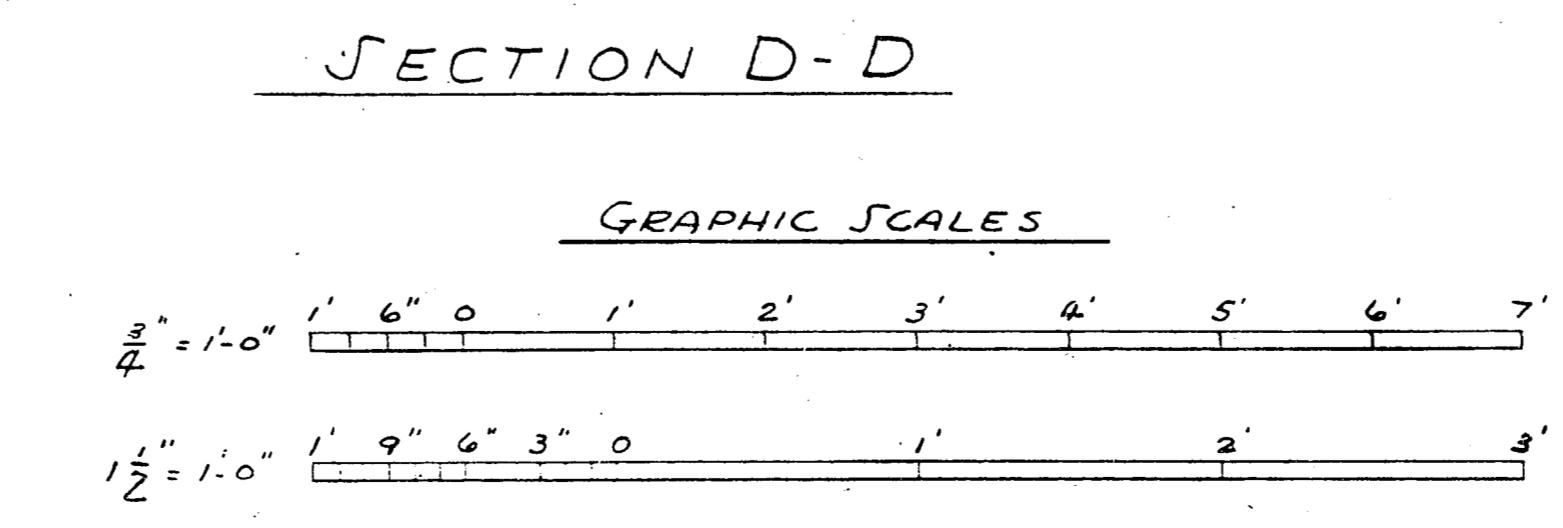 SECTION D-D
GRAPHIC SCALES
3/4" = 1'-0" 1' 6" 0 1' 2' 3' 4' 5' 6' 7'
1 1/2" = 1'-0" 1' 9" 6" 3" 0 1' 2' 3'